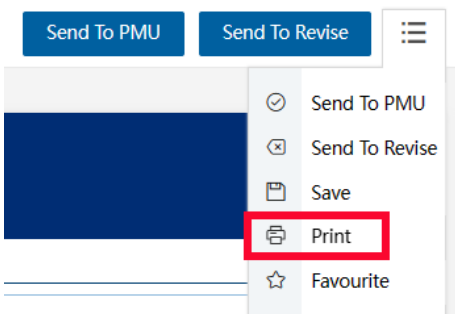 Send To PMU
Send To Revise
Send To PMU
Send To Revise
Save
Print
Favourite